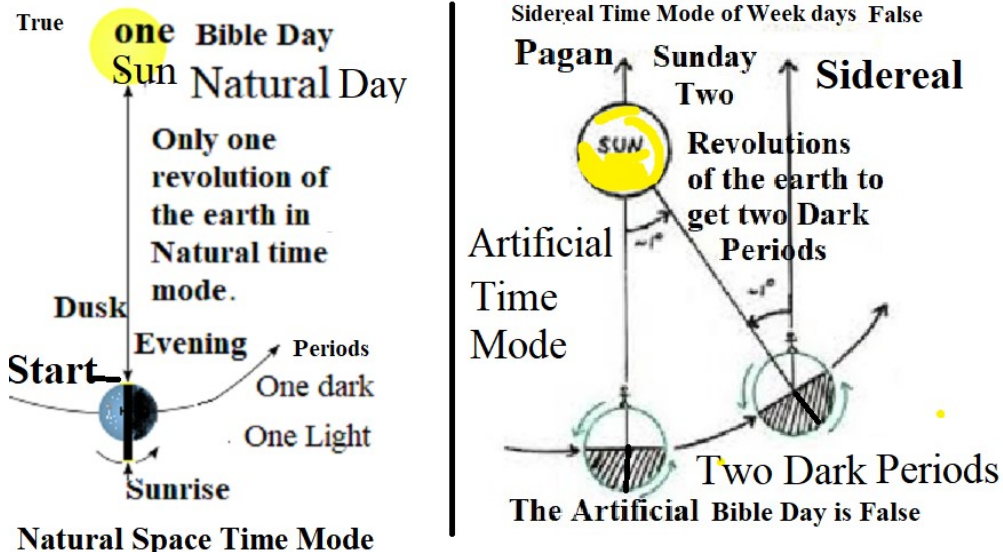 True
one Bible Day
Sun Natural Day
Only one
revolution of
the earth in
Natural time
mode.
Dusk
Evening
Start
Periods
One dark
One Light
Sunrise
Natural Space Time Mode
Sidereal Time Mode of Week days False
Pagan
Sunday
Two
Sidereal
SUN
Revolutions
of the earth to
get two Dark
Periods
~1°
~1°
Artificial
Time
Mode
Two Dark Periods
The Artificial Bible Day is False